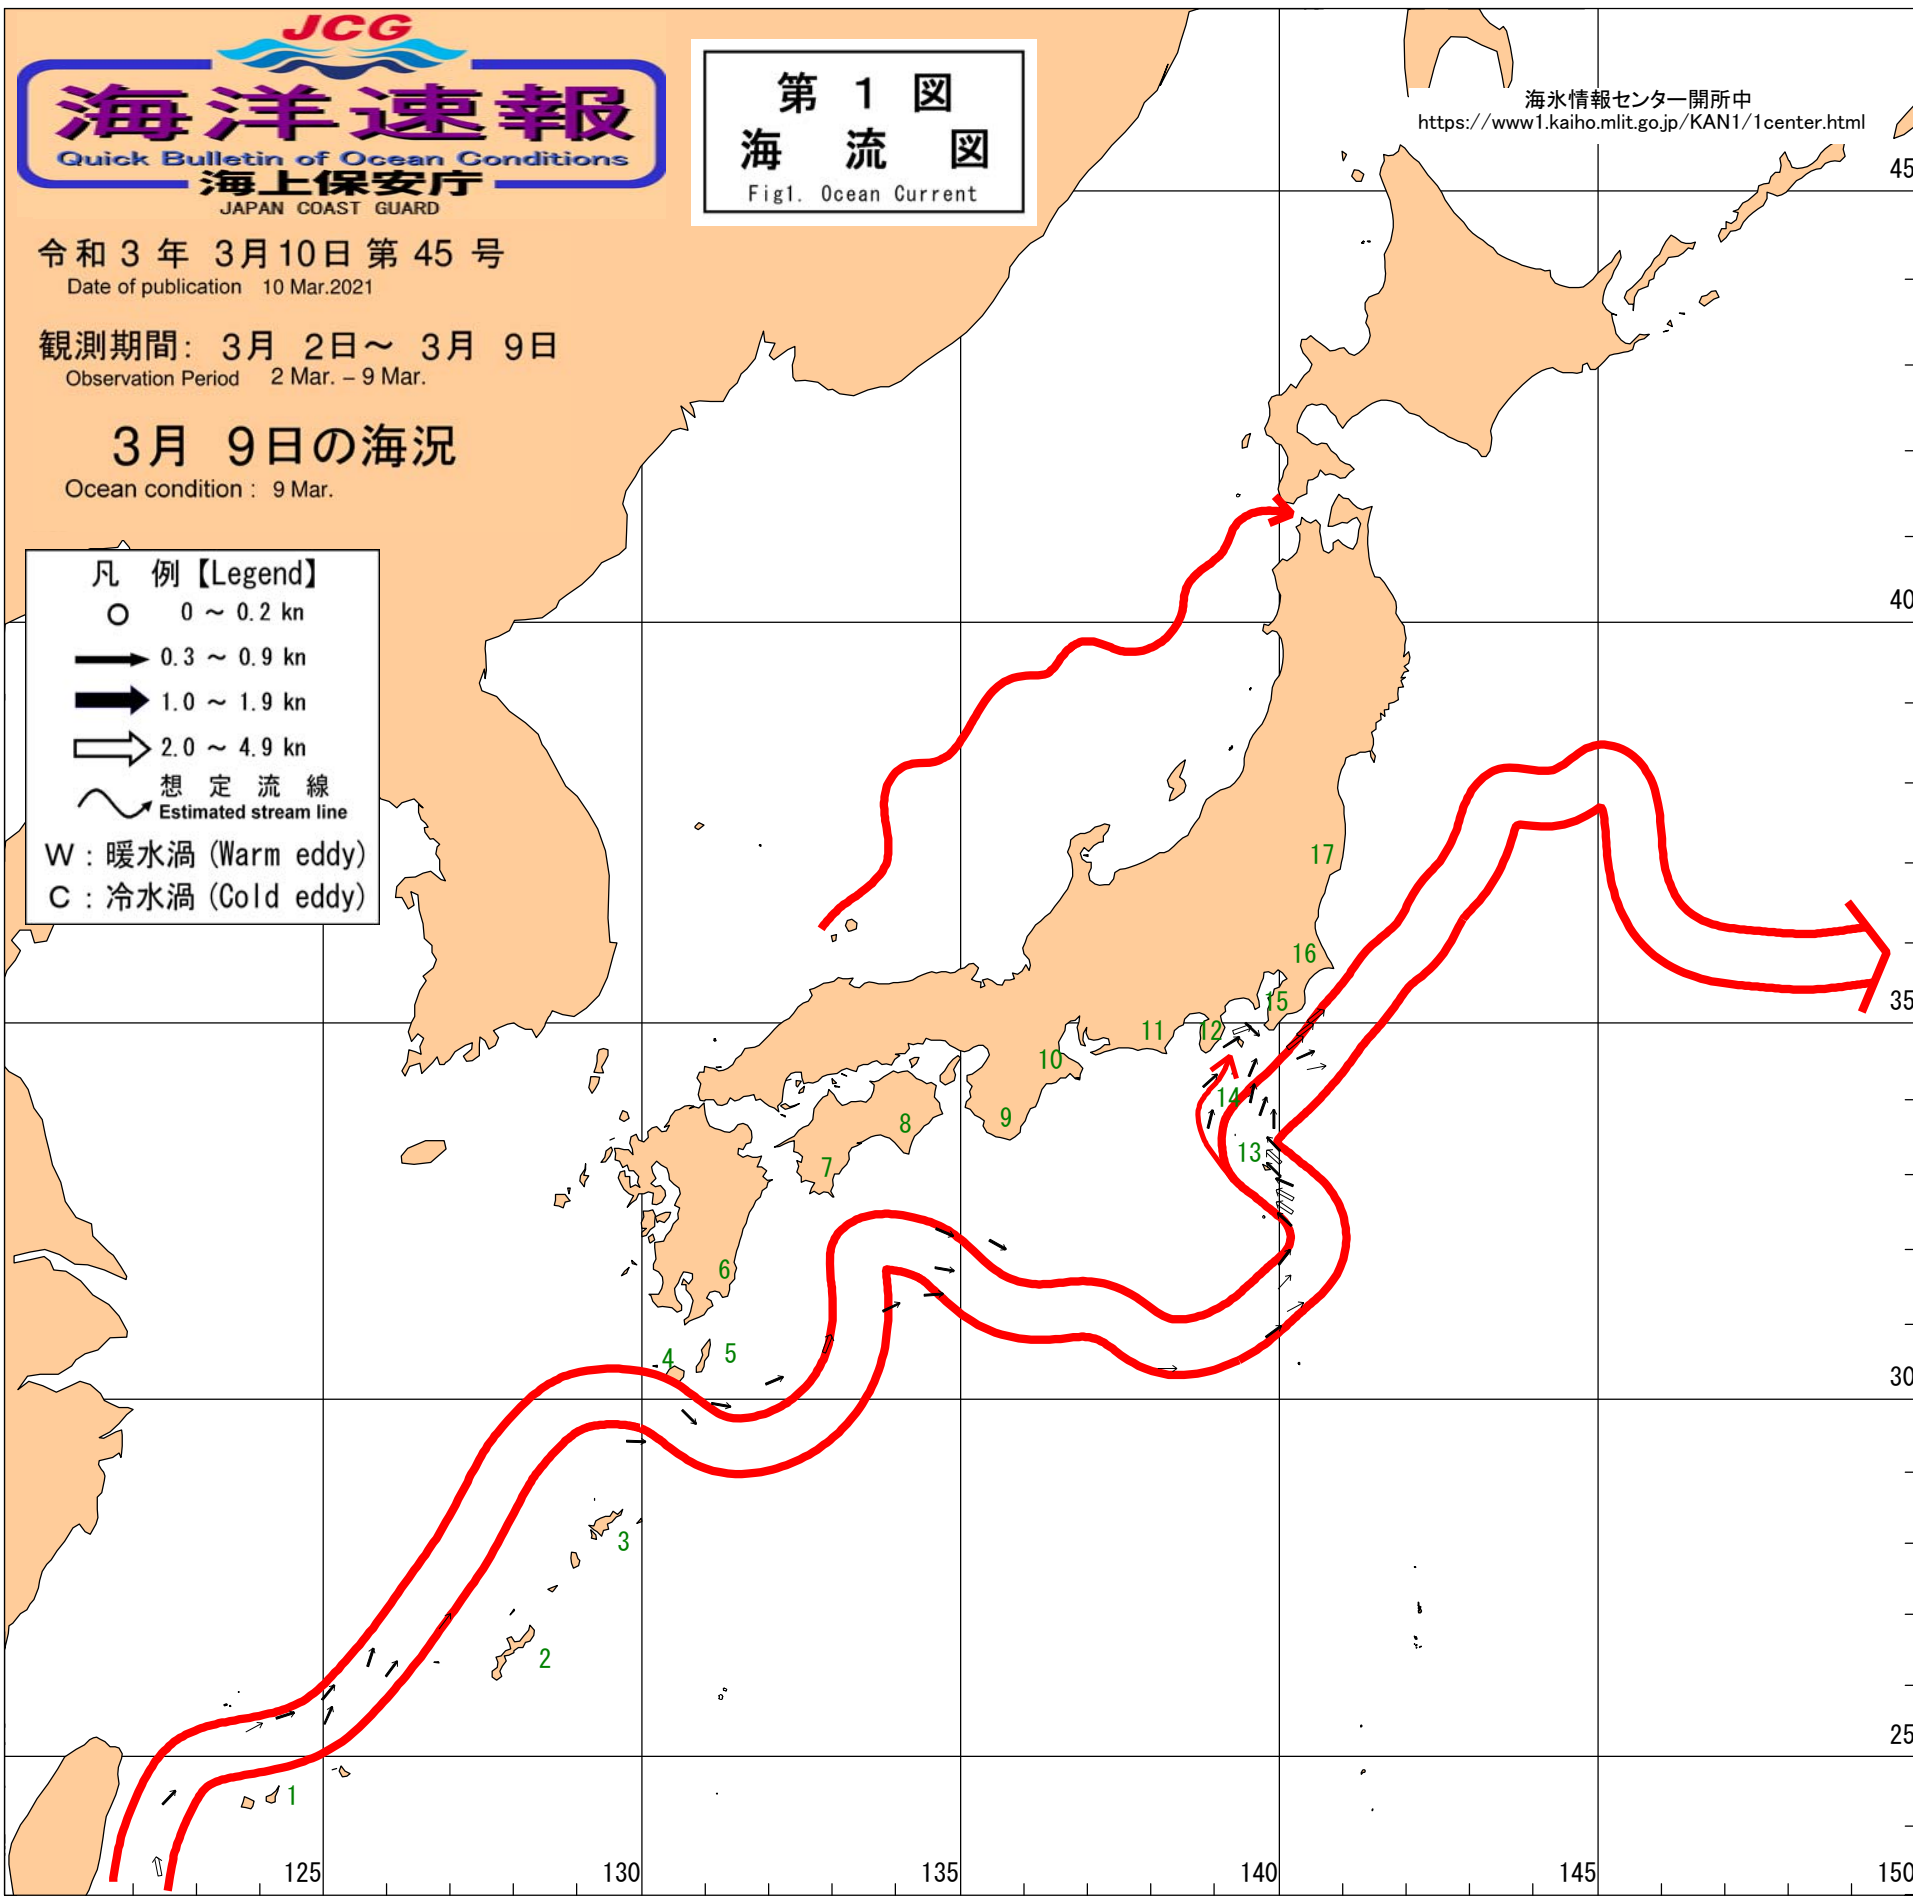 JCG
海洋速報
Quick Bulletin of Ocean Conditions
海上保安庁
JAPAN COAST GUARD
第 1 図
海 流 図
Fig1. Ocean Current
海氷情報センター開所中
https://www1.kaiho.mlit.go.jp/KAN1/1center.html
令和 3 年 3月10日 第 45 号
Date of publication 10 Mar.2021
観測期間: 3月 2日～ 3月 9日
Observation Period 2 Mar. – 9 Mar.
3月 9日の海況
Ocean condition : 9 Mar.
凡 例【Legend】
0 ～ 0.2 kn
0.3 ～ 0.9 kn
1.0 ～ 1.9 kn
2.0 ～ 4.9 kn
想 定 流 線
Estimated stream line
W : 暖水渦 (Warm eddy)
C : 冷水渦 (Cold eddy)
45
40
35
30
25
17
16
15
12
11
10
14
9
8
13
7
6
5
4
3
2
1
125
130
135
140
145
150